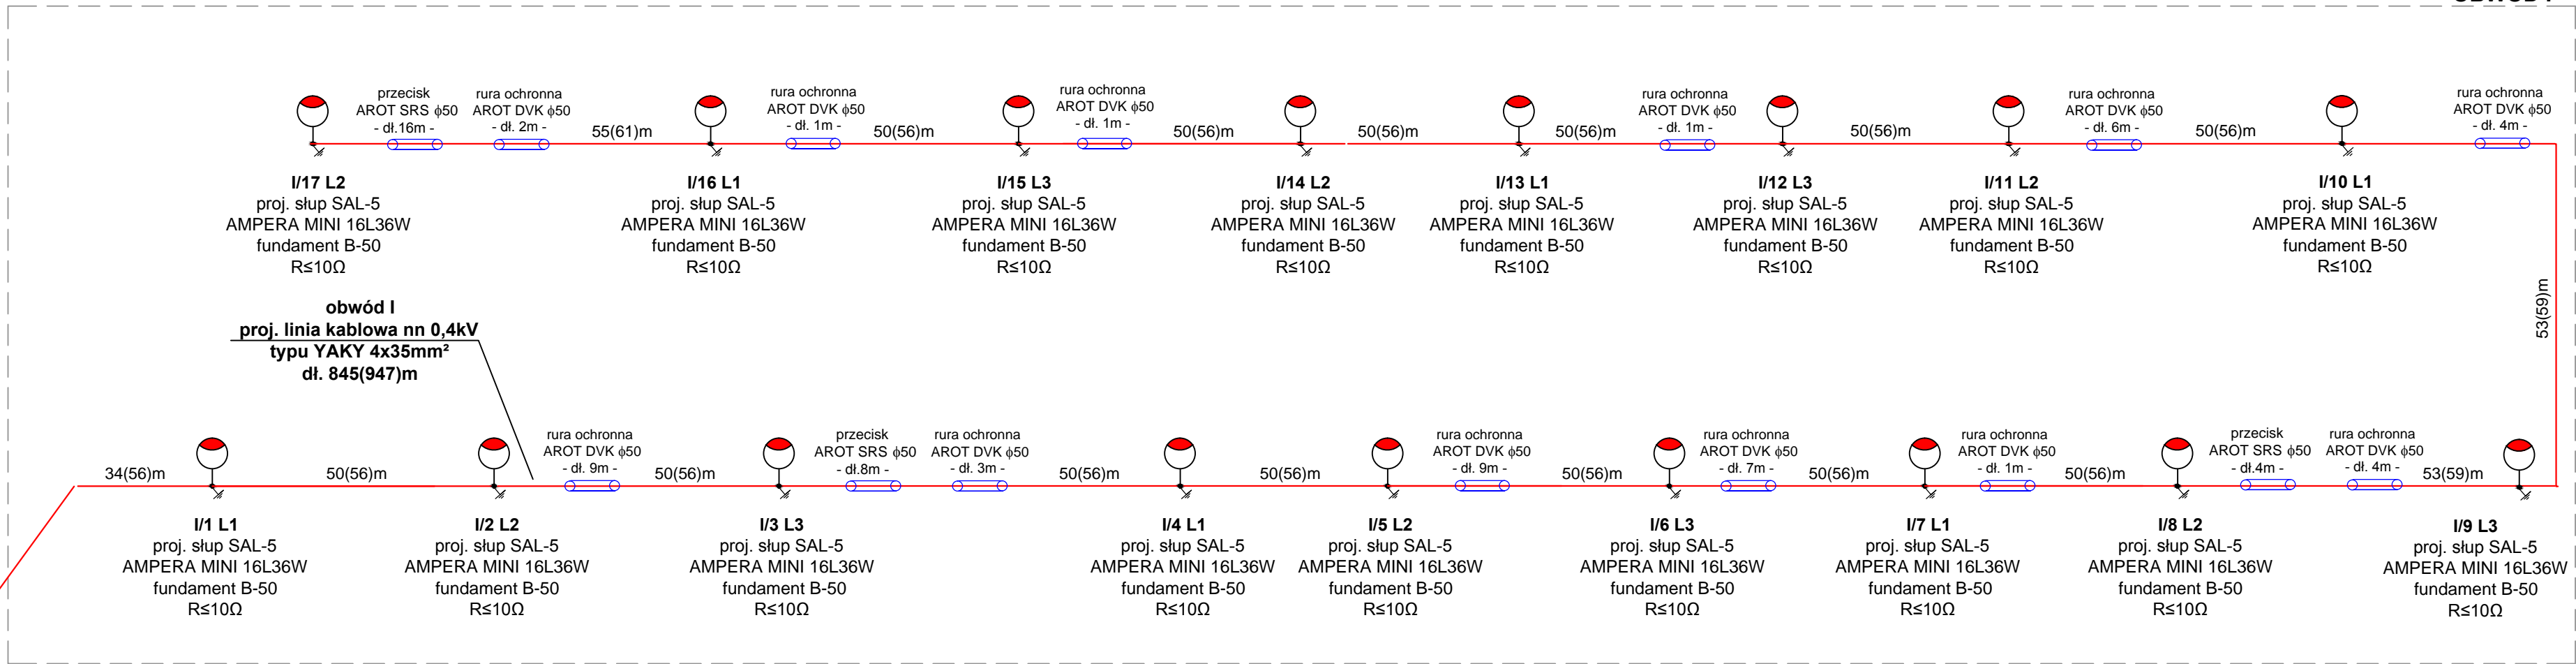 przecisk
AROT SRS ϕ50
- dł.16m -
rura ochronna
AROT DVK ϕ50
- dł. 2m -
55(61)m
rura ochronna
AROT DVK ϕ50
- dł. 1m -
50(56)m
rura ochronna
AROT DVK ϕ50
- dł. 1m -
50(56)m
50(56)m
50(56)m
rura ochronna
AROT DVK ϕ50
- dł. 1m -
50(56)m
rura ochronna
AROT DVK ϕ50
- dł. 6m -
50(56)m
rura ochronna
AROT DVK ϕ50
- dł. 4m -
I/17 L2
proj. słup SAL-5
AMPERA MINI 16L36W
fundament B-50
R≤10Ω
I/16 L1
proj. słup SAL-5
AMPERA MINI 16L36W
fundament B-50
R≤10Ω
I/15 L3
proj. słup SAL-5
AMPERA MINI 16L36W
fundament B-50
R≤10Ω
I/14 L2
proj. słup SAL-5
AMPERA MINI 16L36W
fundament B-50
R≤10Ω
I/13 L1
proj. słup SAL-5
AMPERA MINI 16L36W
fundament B-50
R≤10Ω
I/12 L3
proj. słup SAL-5
AMPERA MINI 16L36W
fundament B-50
R≤10Ω
I/11 L2
proj. słup SAL-5
AMPERA MINI 16L36W
fundament B-50
R≤10Ω
I/10 L1
proj. słup SAL-5
AMPERA MINI 16L36W
fundament B-50
R≤10Ω
53(59)m
obwód I
proj. linia kablowa nn 0,4kV
typu YAKY 4x35mm²
dł. 845(947)m
34(56)m
50(56)m
rura ochronna
AROT DVK ϕ50
- dł. 9m -
50(56)m
przecisk
AROT SRS ϕ50
- dł.8m -
rura ochronna
AROT DVK ϕ50
- dł. 3m -
50(56)m
50(56)m
rura ochronna
AROT DVK ϕ50
- dł. 9m -
50(56)m
rura ochronna
AROT DVK ϕ50
- dł. 7m -
50(56)m
rura ochronna
AROT DVK ϕ50
- dł. 1m -
50(56)m
przecisk
AROT SRS ϕ50
- dł.4m -
rura ochronna
AROT DVK ϕ50
- dł. 4m -
53(59)m
I/1 L1
proj. słup SAL-5
AMPERA MINI 16L36W
fundament B-50
R≤10Ω
I/2 L2
proj. słup SAL-5
AMPERA MINI 16L36W
fundament B-50
R≤10Ω
I/3 L3
proj. słup SAL-5
AMPERA MINI 16L36W
fundament B-50
R≤10Ω
I/4 L1
proj. słup SAL-5
AMPERA MINI 16L36W
fundament B-50
R≤10Ω
I/5 L2
proj. słup SAL-5
AMPERA MINI 16L36W
fundament B-50
R≤10Ω
I/6 L3
proj. słup SAL-5
AMPERA MINI 16L36W
fundament B-50
R≤10Ω
I/7 L1
proj. słup SAL-5
AMPERA MINI 16L36W
fundament B-50
R≤10Ω
I/8 L2
proj. słup SAL-5
AMPERA MINI 16L36W
fundament B-50
R≤10Ω
I/9 L3
proj. słup SAL-5
AMPERA MINI 16L36W
fundament B-50
R≤10Ω